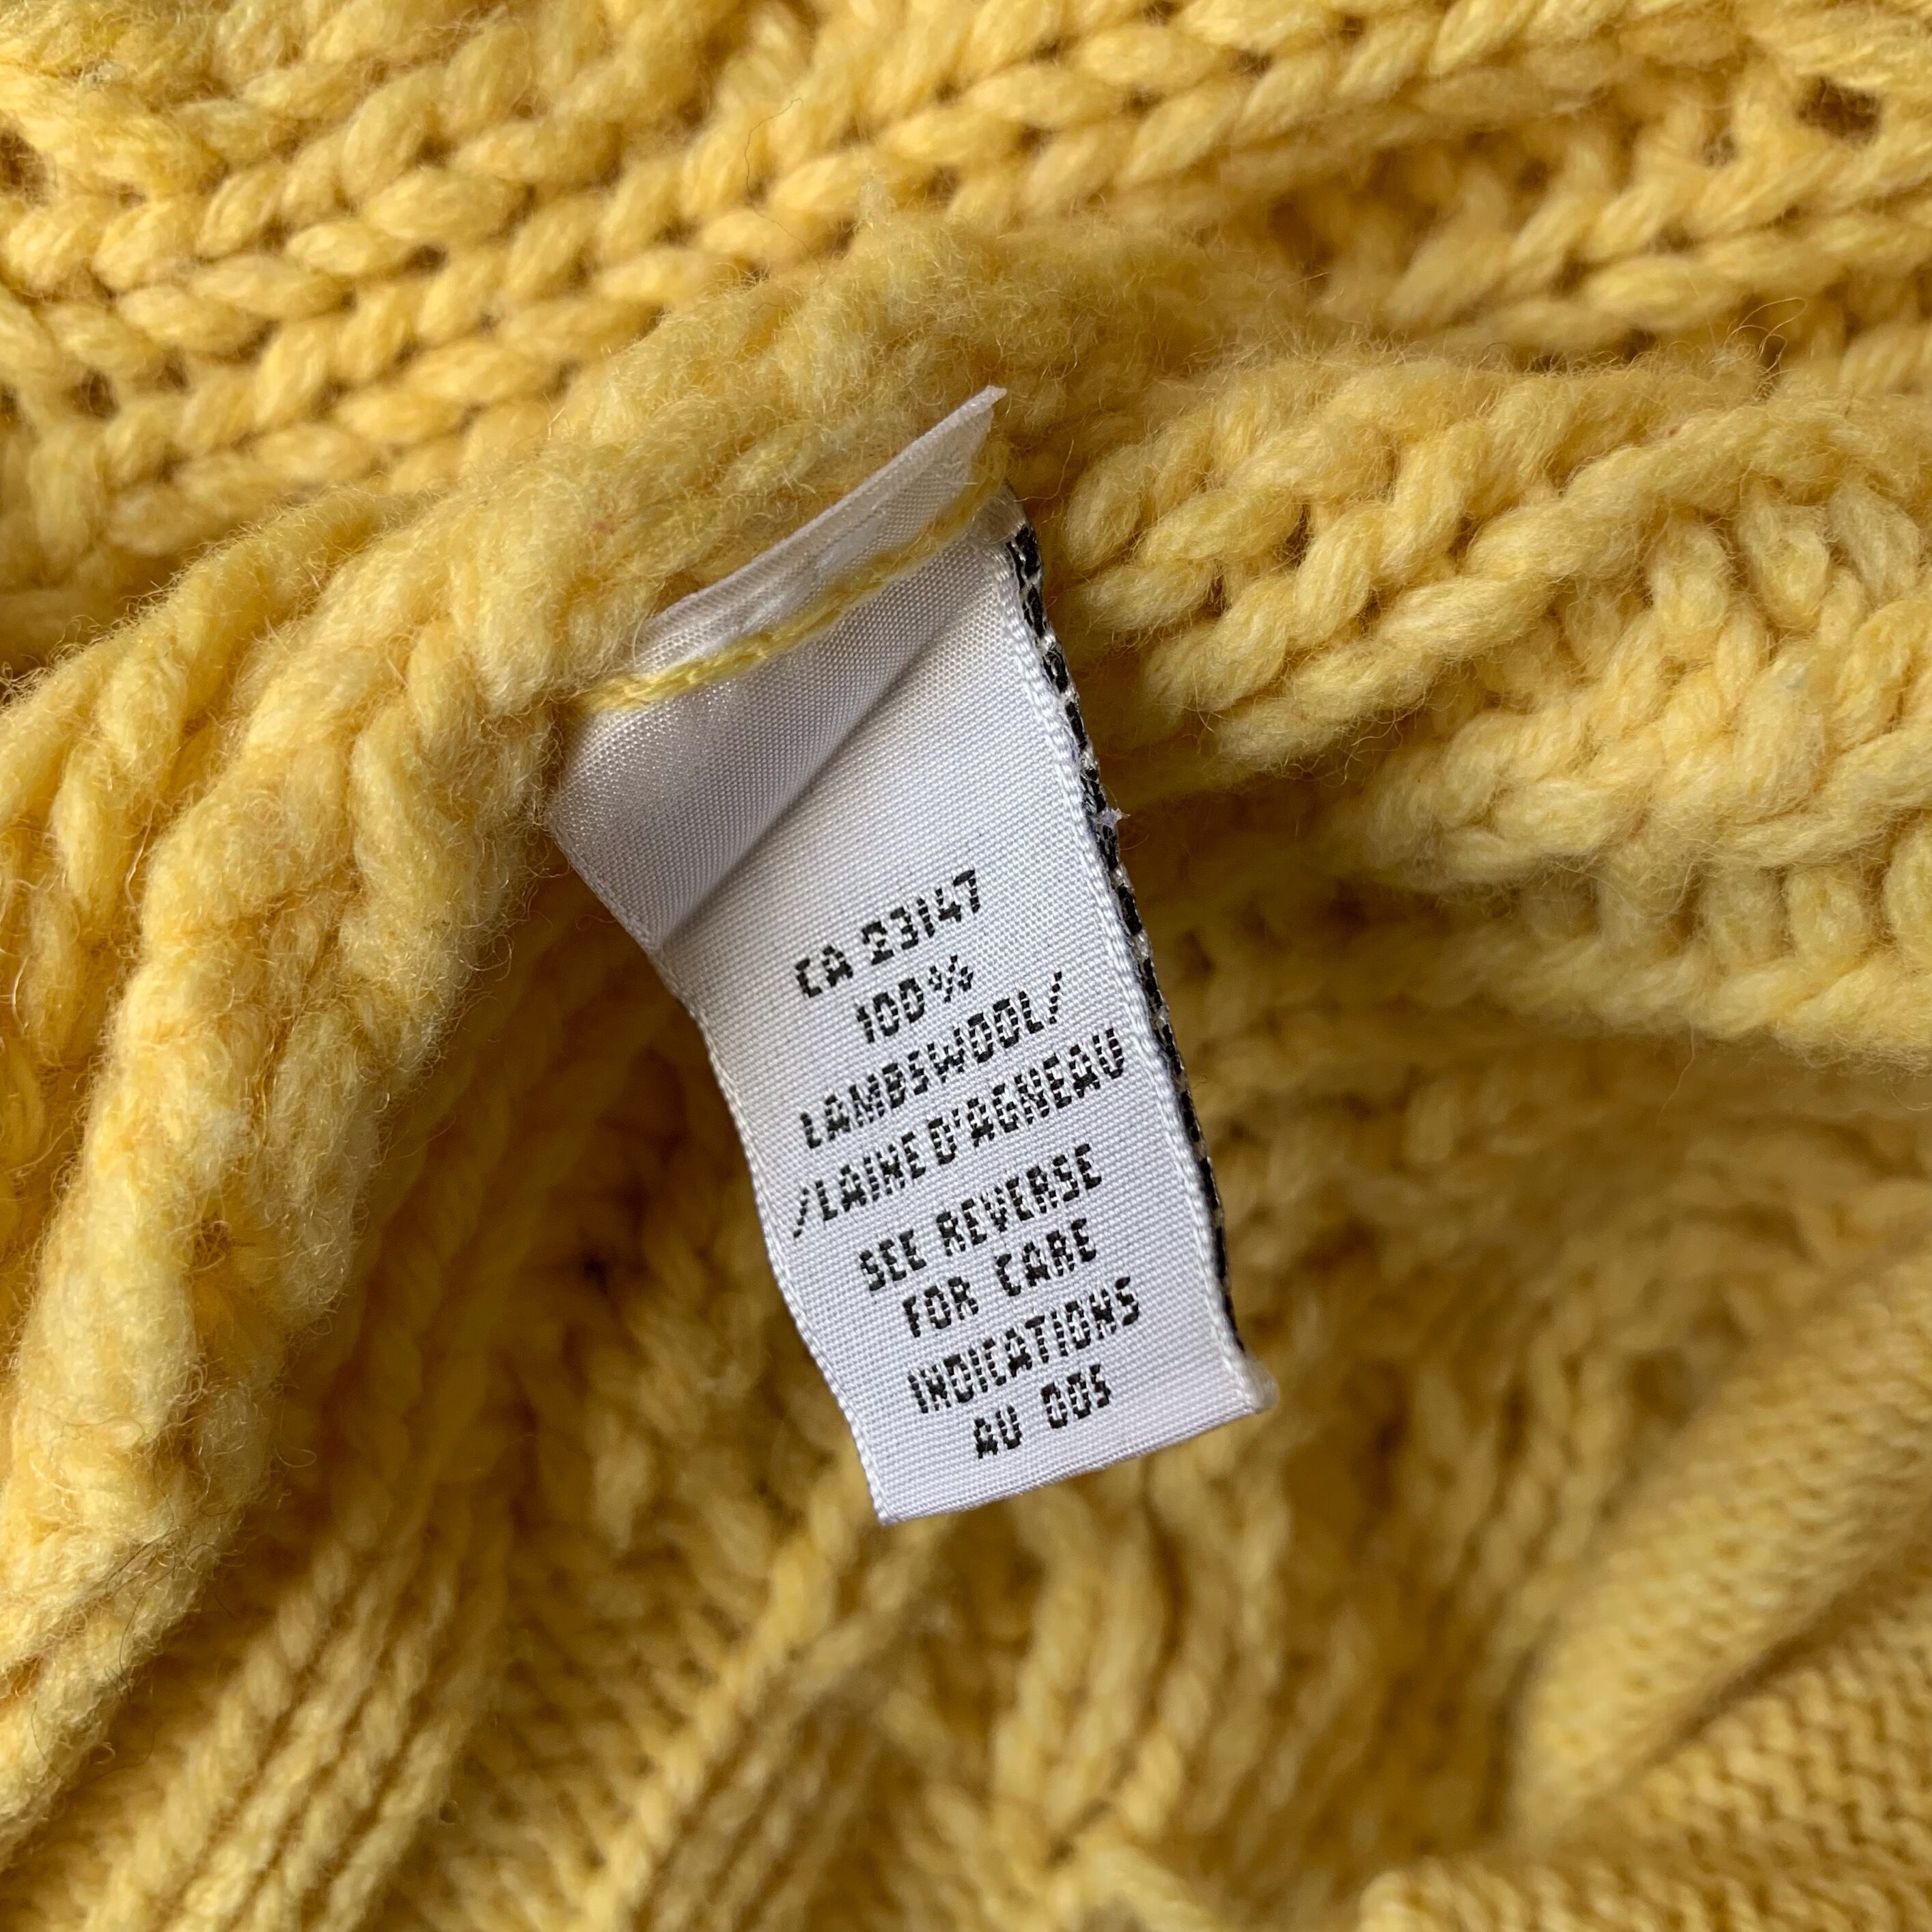 CA 23147
100%
LAMBSWOOL/
/LAINE D'AGNEAU
SEE REVERSE
FOR CARE
INDICATIONS
AU DOS